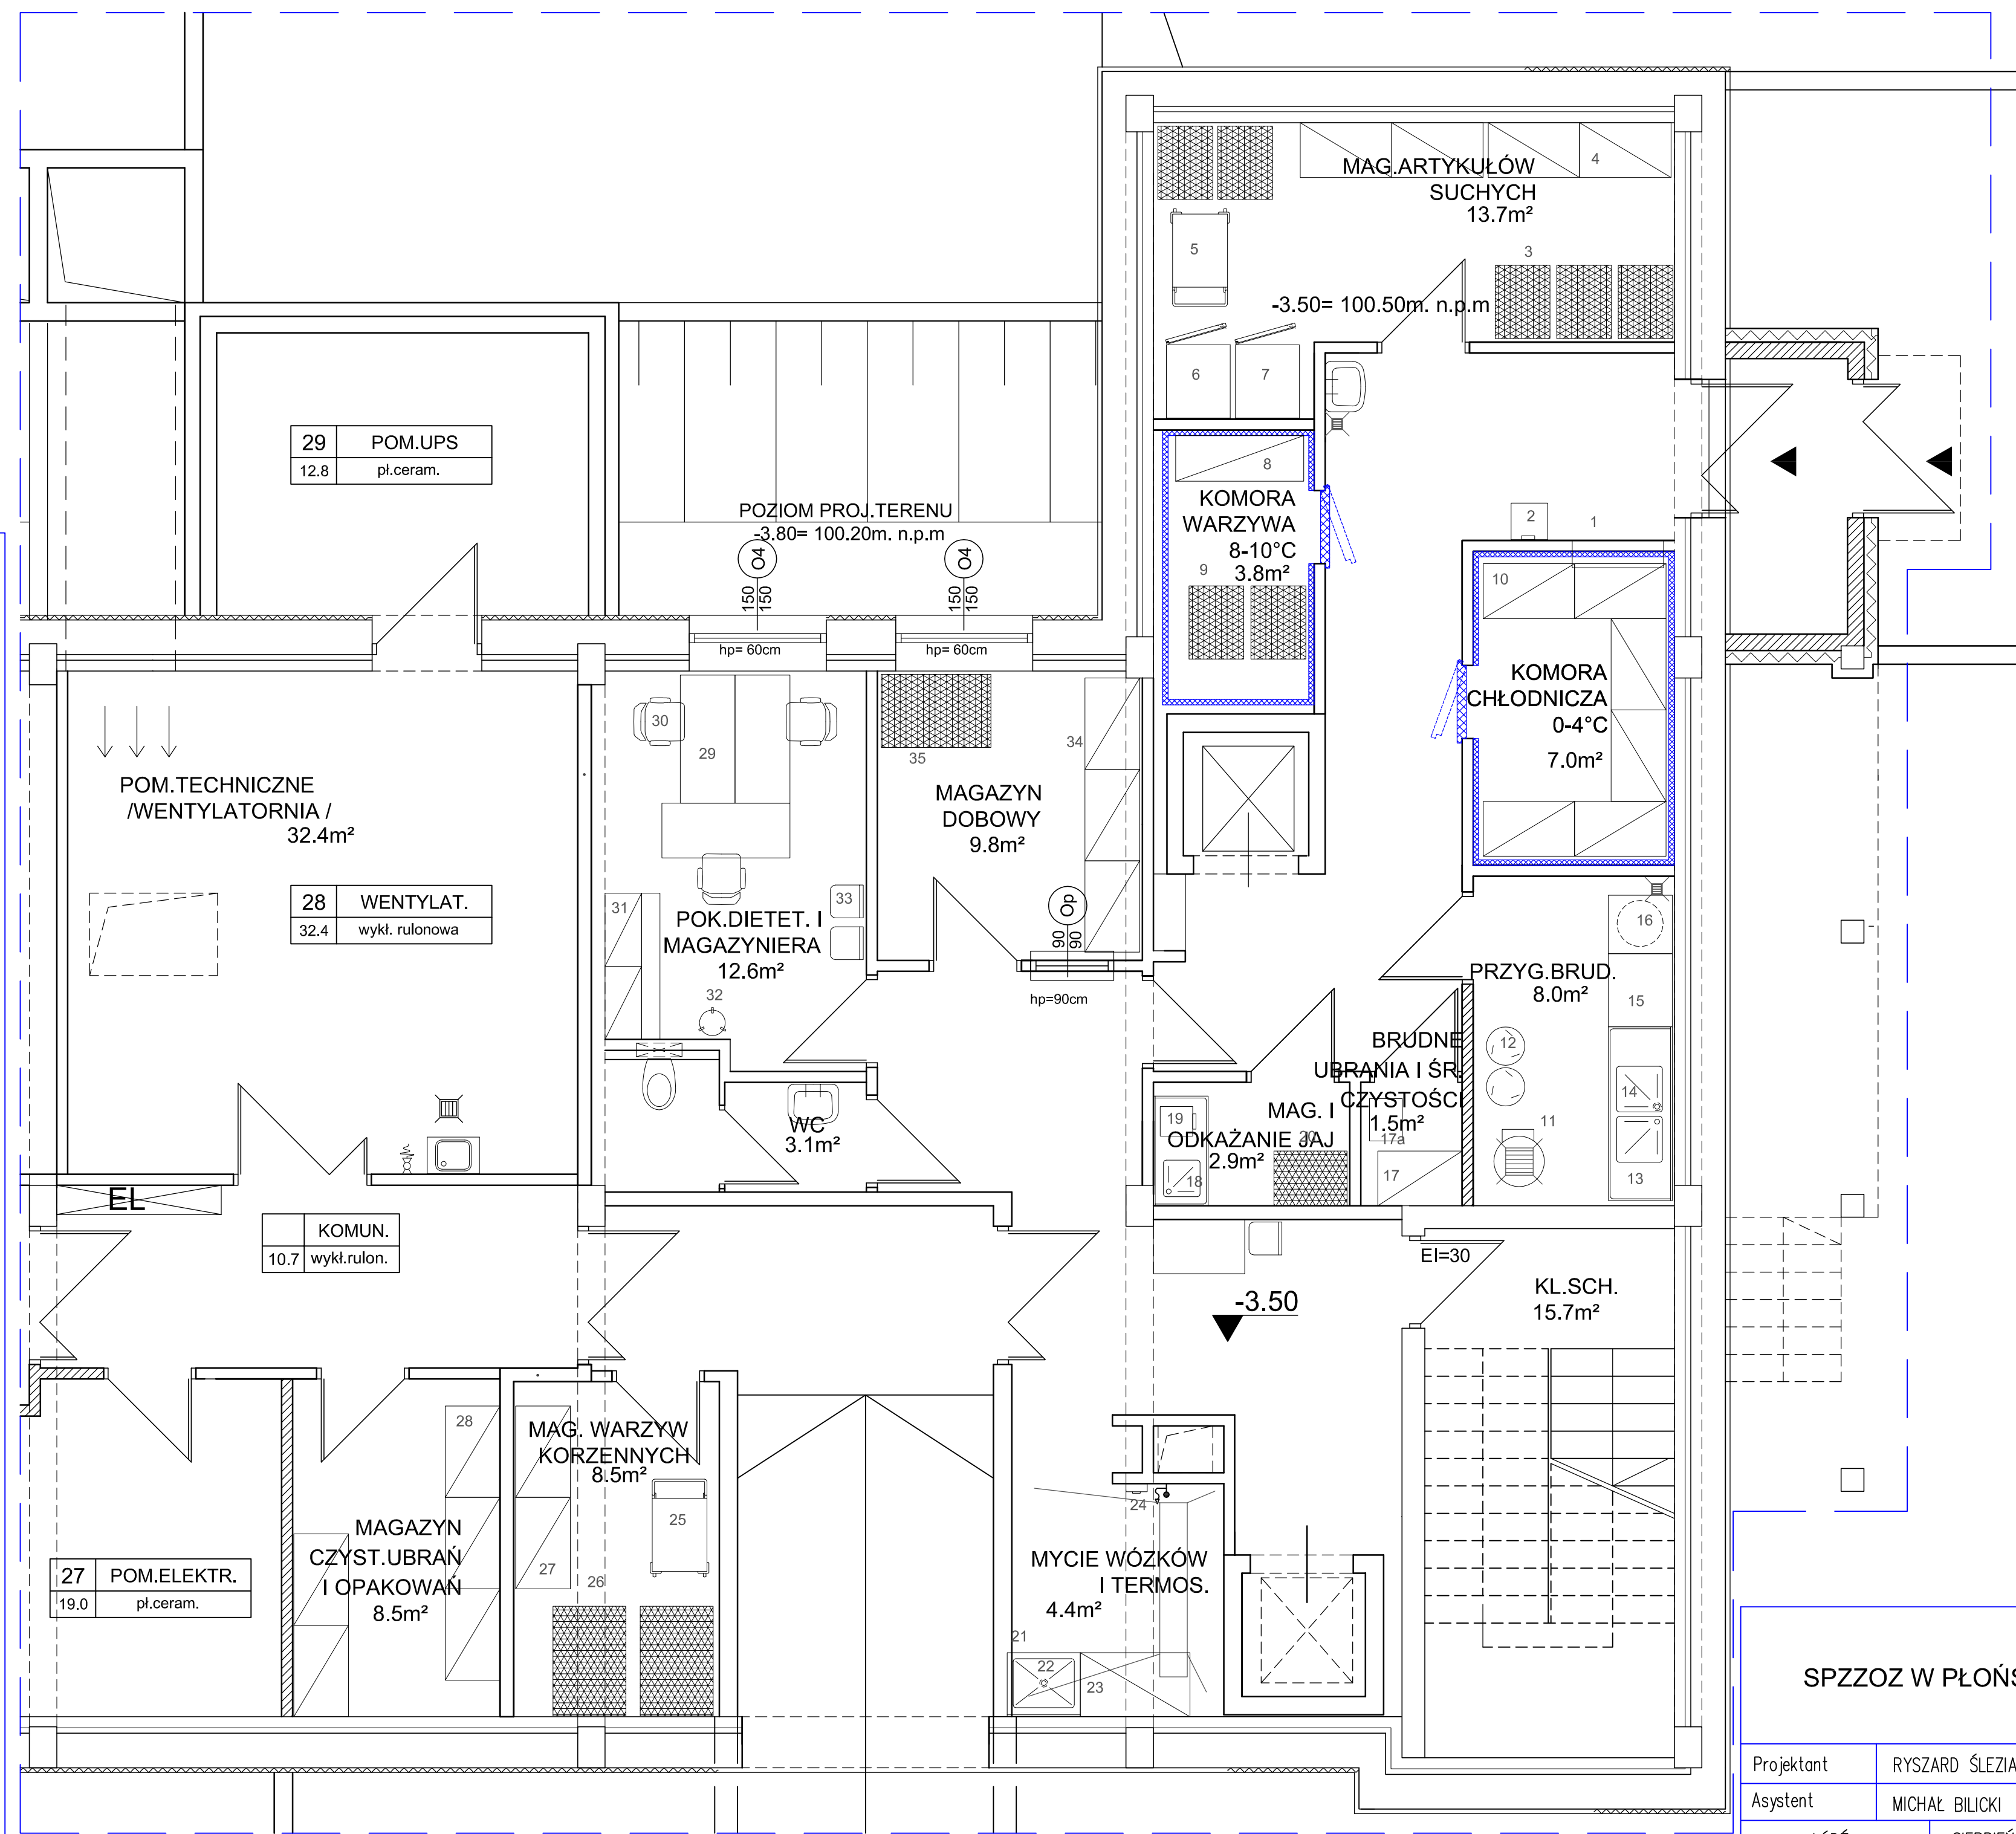 MAG.ARTYKUŁÓW
SUCHYCH
13.7m²
4
5
3
-3.50= 100.50m. n.p.m
6
7
29 POM.UPS
12.8 pł.ceram.
8
KOMORA
WARZYWA
8-10°C
3.8m²
9
2
1
POZIOM PROJ.TERENU
-3.80= 100.20m. n.p.m
O4
150
150
O4
150
150
hp= 60cm
hp= 60cm
10
KOMORA
CHŁODNICZA
0-4°C
7.0m²
30
29
35
34
POM.TECHNICZNE
/WENTYLATORNIA /
32.4m²
MAGAZYN
DOBOWY
9.8m²
28 WENTYLAT.
32.4 wykł. rulonowa
31
33
POK.DIETET. I
MAGAZYNIERA
12.6m²
32
Op
90
90
hp=90cm
16
PRZYG.BRUD.
8.0m²
15
12
14
11
13
BRUDNE
UBRANIA I ŚR.
CZYSTOŚCI
1.5m²
17a
17
MAG. I
ODKAŻANIE JAJ
2.9m²
19
20
18
WC
3.1m²
EL
KOMUN.
10.7 wykł.rulon.
EI=30
KL.SCH.
15.7m²
-3.50
28
MAG. WARZYW
KORZENNYCH
8.5m²
25
27
26
MAGAZYN
CZYST.UBRAŃ
I OPAKOWAŃ
8.5m²
27 POM.ELEKTR.
19.0 pł.ceram.
24
MYCIE WÓZKÓW
I TERMOS.
4.4m²
21
22
23
SPZZOZ W PŁOŃS
Projektant RYSZARD ŚLEZIA
Asystent MICHAŁ BILICKI